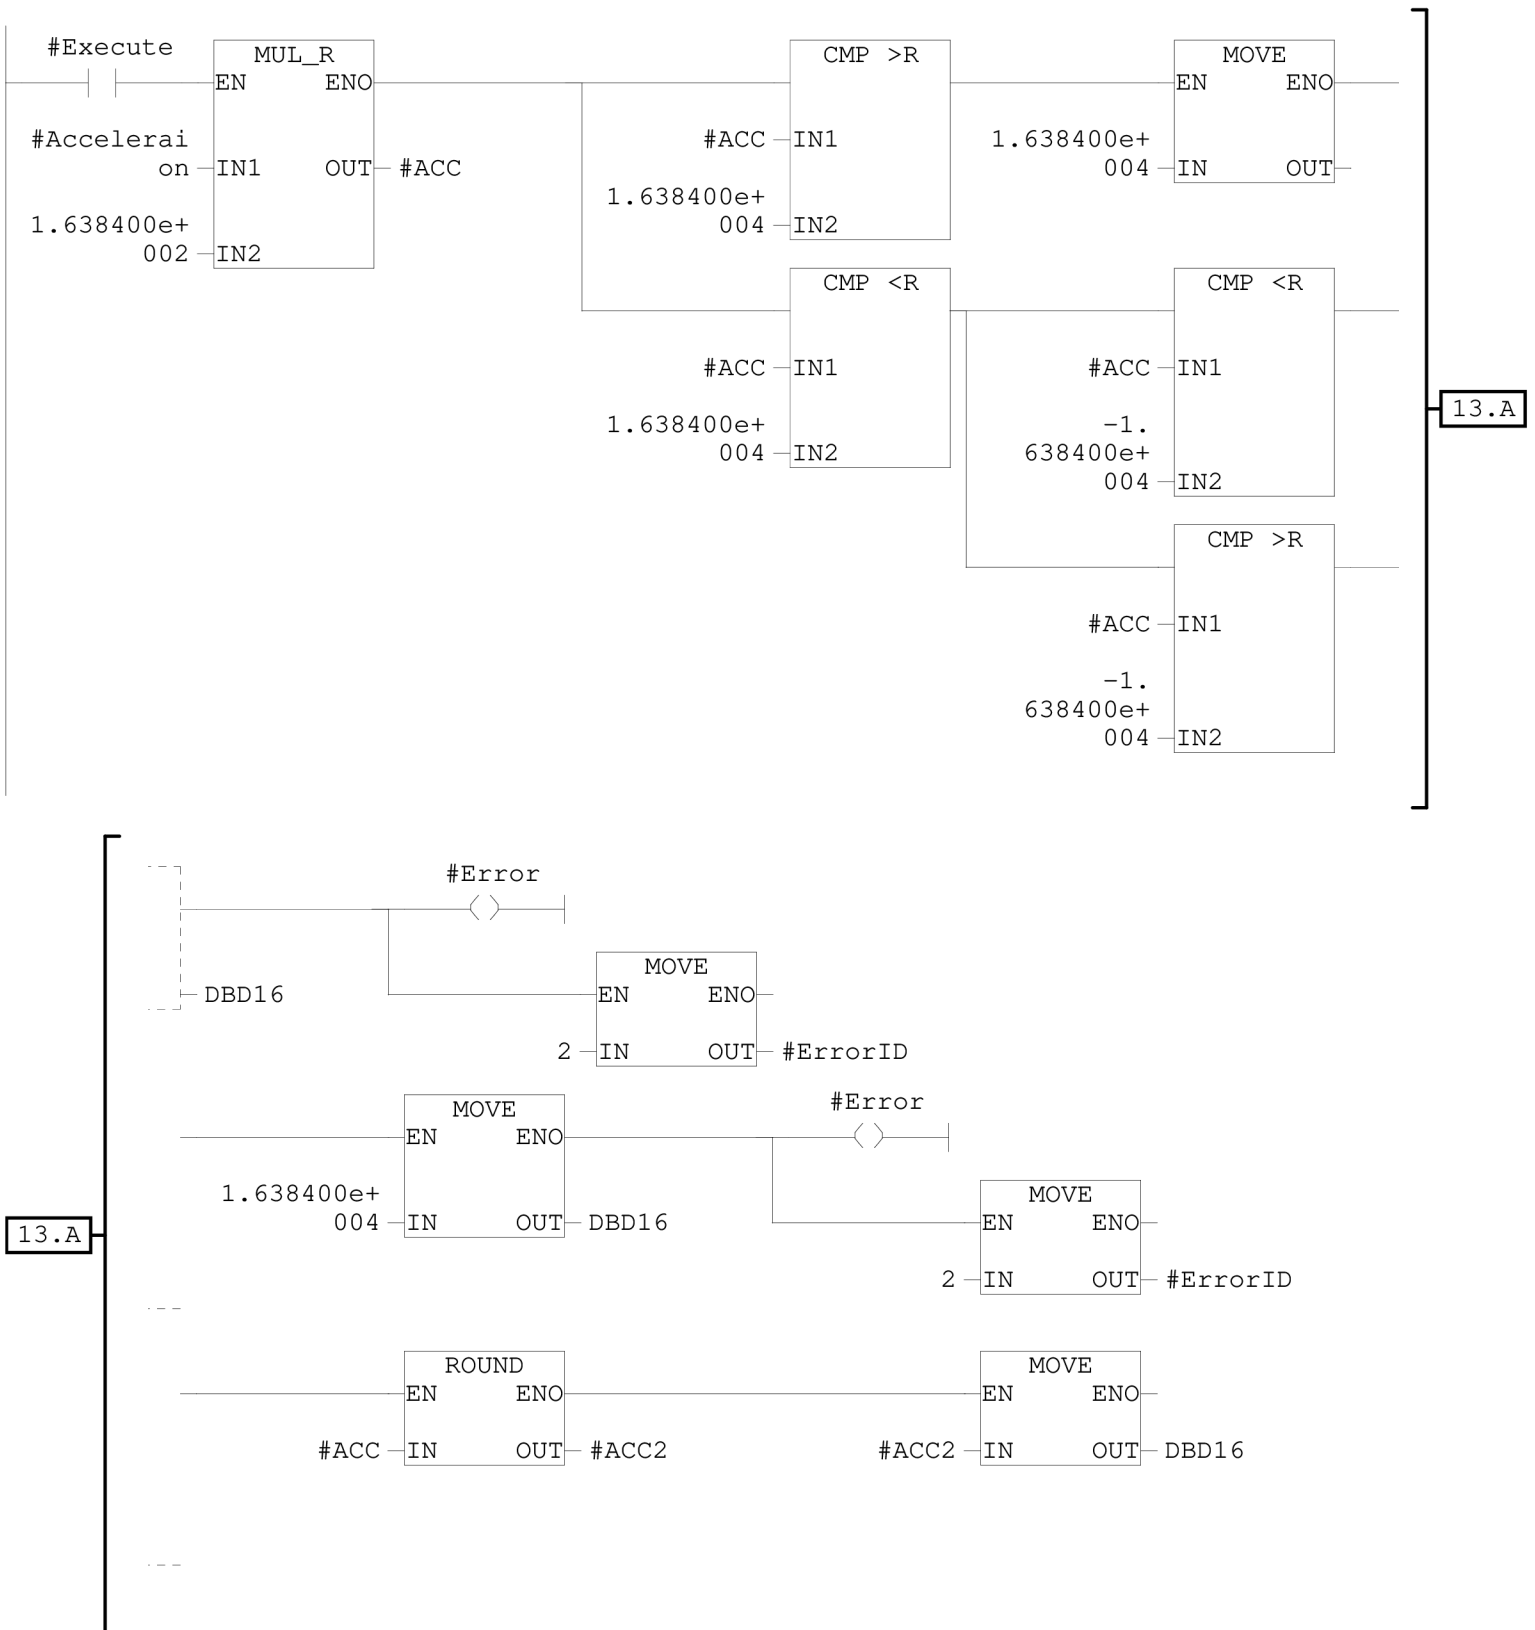 #Execute
MUL_R
EN ENO
#Accelerai
on IN1 OUT #ACC
1.638400e+
002 IN2
CMP >R
#ACC IN1
1.638400e+
004 IN2
MOVE
EN ENO
1.638400e+
004 IN OUT
CMP <R
#ACC IN1
1.638400e+
004 IN2
CMP <R
#ACC IN1
-1.
638400e+
004 IN2
CMP >R
#ACC IN1
-1.
638400e+
004 IN2
13.A
13.A
#Error
DBD16
MOVE
EN ENO
2 IN OUT #ErrorID
MOVE
EN ENO
1.638400e+
004 IN OUT DBD16
#Error
MOVE
EN ENO
2 IN OUT #ErrorID
ROUND
EN ENO
#ACC IN OUT #ACC2
MOVE
EN ENO
#ACC2 IN OUT DBD16